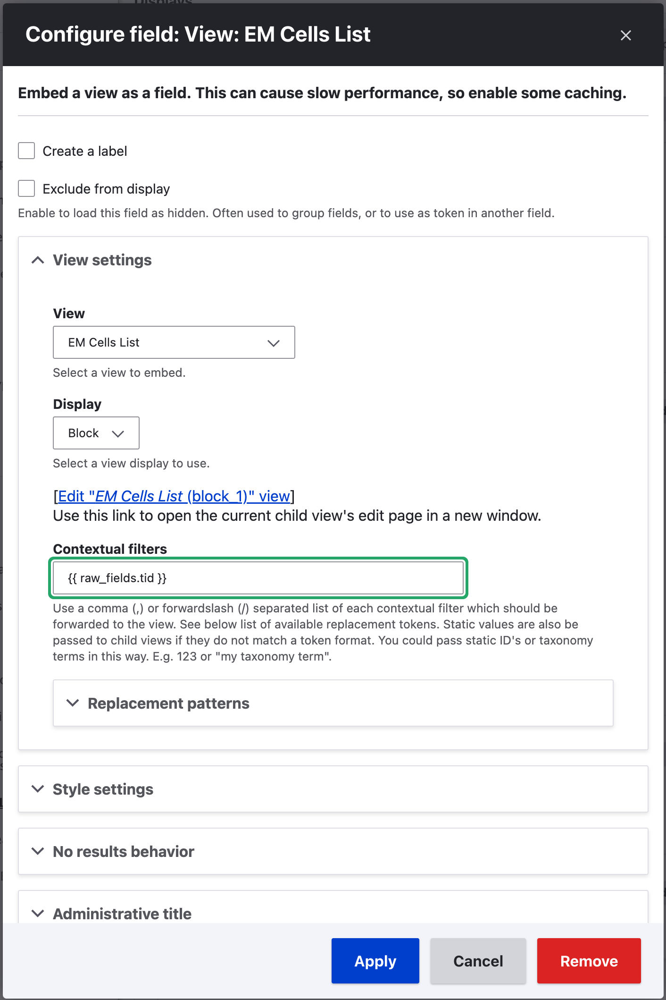 Configure field: View: EM Cells List
Embed a view as a field. This can cause slow performance, so enable some caching.
Create a label
Exclude from display
Enable to load this field as hidden. Often used to group fields, or to use as token in another field.
View settings
View
EM Cells List
Select a view to embed.
Display
Block
Select a view display to use.
[Edit "EM Cells List (block_1)" view]
Use this link to open the current child view's edit page in a new window.
Contextual filters
{{ raw_fields.tid }}
Use a comma (,) or forwardslash (/) separated list of each contextual filter which should be
forwarded to the view. See below list of available replacement tokens. Static values are also be
passed to child views if they do not match a token format. You could pass static ID's or taxonomy
terms in this way. E.g. 123 or "my taxonomy term".
Replacement patterns
Style settings
No results behavior
Administrative title
Apply
Cancel
Remove